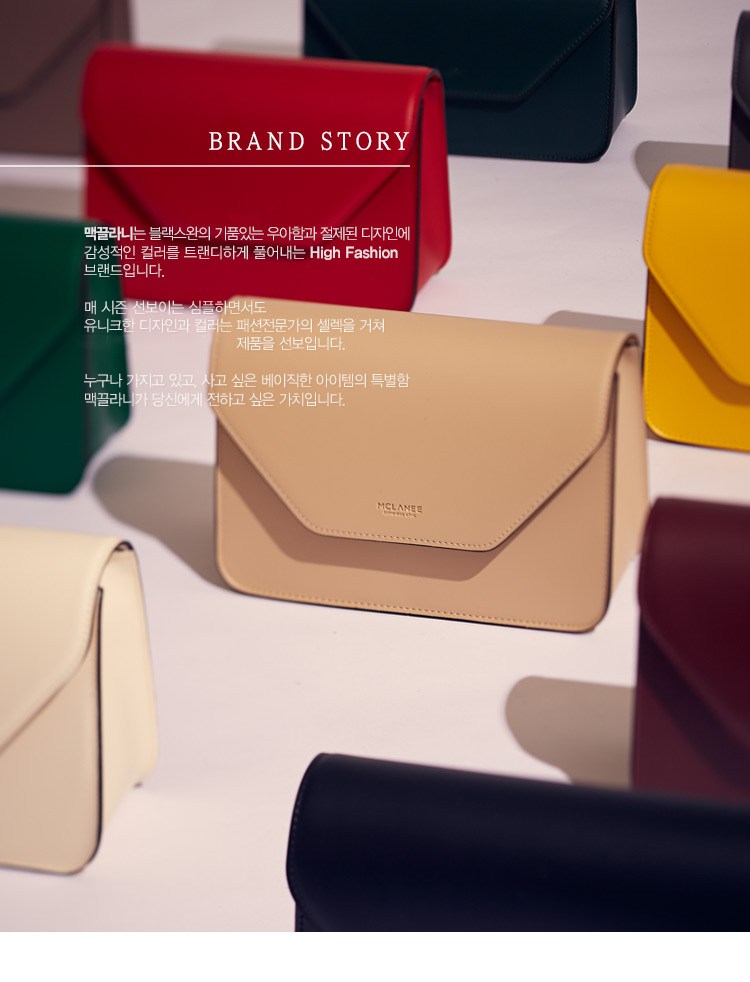 BRAND STORY
맥끌라니는 블랙스완의 기품있는 우아함과 절제된 디자인에
감성적인 컬러를 트랜디하게 풀어내는 High Fashion
브랜드입니다.
매 시즌 선보이는 심플하면서도
유니크한 디자인과 컬러는 패션전문가의 셀렉을 거쳐
제품을 선보입니다.
누구나 가지고 있고, 사고 싶은 베이직한 아이템의 특별함
맥끌라니가 당신에게 전하고 싶은 가치입니다.
MCLANEE